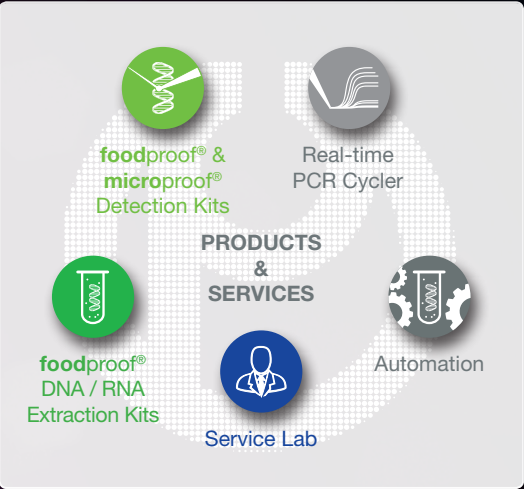 foodproof® &
microproof®
Detection Kits
Real-time
PCR Cycler
PRODUCTS
&
SERVICES
foodproof®
DNA / RNA
Extraction Kits
Automation
Service Lab